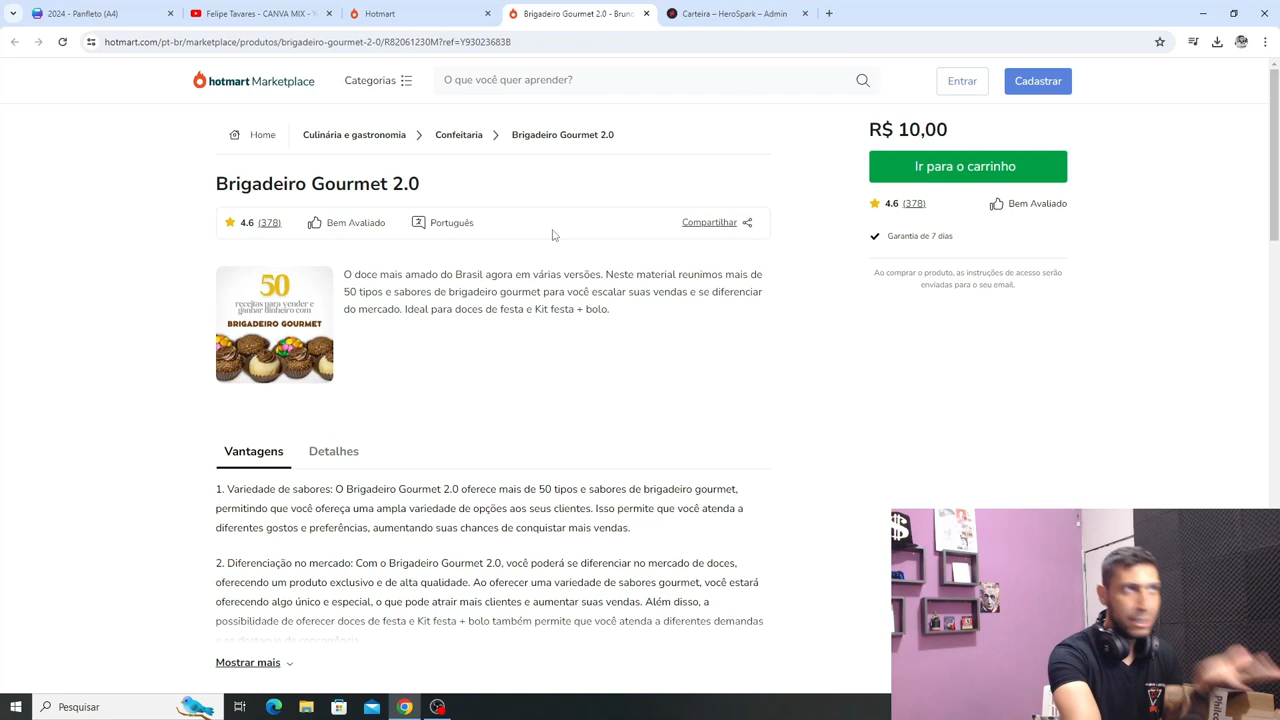 2024 - Panfleto (A4)
Felipe Tavares - CANVA MIX -
Hotmart
Brigadeiro Gourmet 2.0 - Bruno
Carteira – HeroSpark – Admin
hotmart.com/pt-br/marketplace/produtos/brigadeiro-gourmet-2-0/R82061230M?ref=Y93023683B
hotmart Marketplace
Categorias
O que você quer aprender?
Entrar
Cadastrar
Home
Culinária e gastronomia
Confeitaria
Brigadeiro Gourmet 2.0
R$ 10,00
Ir para o carrinho
Brigadeiro Gourmet 2.0
4.6 (378)
Bem Avaliado
Português
Compartilhar
4.6 (378)
Bem Avaliado
Garantia de 7 dias
Ao comprar o produto, as instruções de acesso serão
enviadas para o seu email.
50
receitas para vender e
ganhar dinheiro com
BRIGADEIRO GOURMET
O doce mais amado do Brasil agora em várias versões. Neste material reunimos mais de
50 tipos e sabores de brigadeiro gourmet para você escalar suas vendas e se diferenciar
do mercado. Ideal para doces de festa e Kit festa + bolo.
Vantagens
Detalhes
1. Variedade de sabores: O Brigadeiro Gourmet 2.0 oferece mais de 50 tipos e sabores de brigadeiro gourmet,
permitindo que você ofereça uma ampla variedade de opções aos seus clientes. Isso permite que você atenda a
diferentes gostos e preferências, aumentando suas chances de conquistar mais vendas.
2. Diferenciação no mercado: Com o Brigadeiro Gourmet 2.0, você poderá se diferenciar no mercado de doces,
oferecendo um produto exclusivo e de alta qualidade. Ao oferecer uma variedade de sabores gourmet, você estará
oferecendo algo único e especial, o que pode atrair mais clientes e aumentar suas vendas. Além disso, a
possibilidade de oferecer doces de festa e Kit festa + bolo também permite que você atenda a diferentes demandas
e se destaque da concorrência.
Mostrar mais
Pesquisar
$